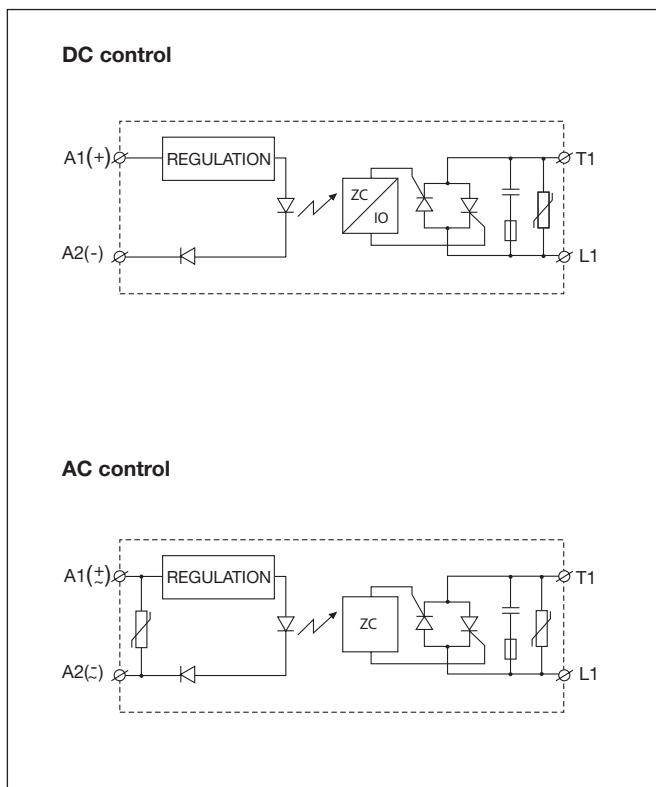 DC control
A1(+)
REGULATION
ZC
IO
T1
A2(-)
L1
AC control
A1(±~)
REGULATION
ZC
T1
A2(-~)
L1